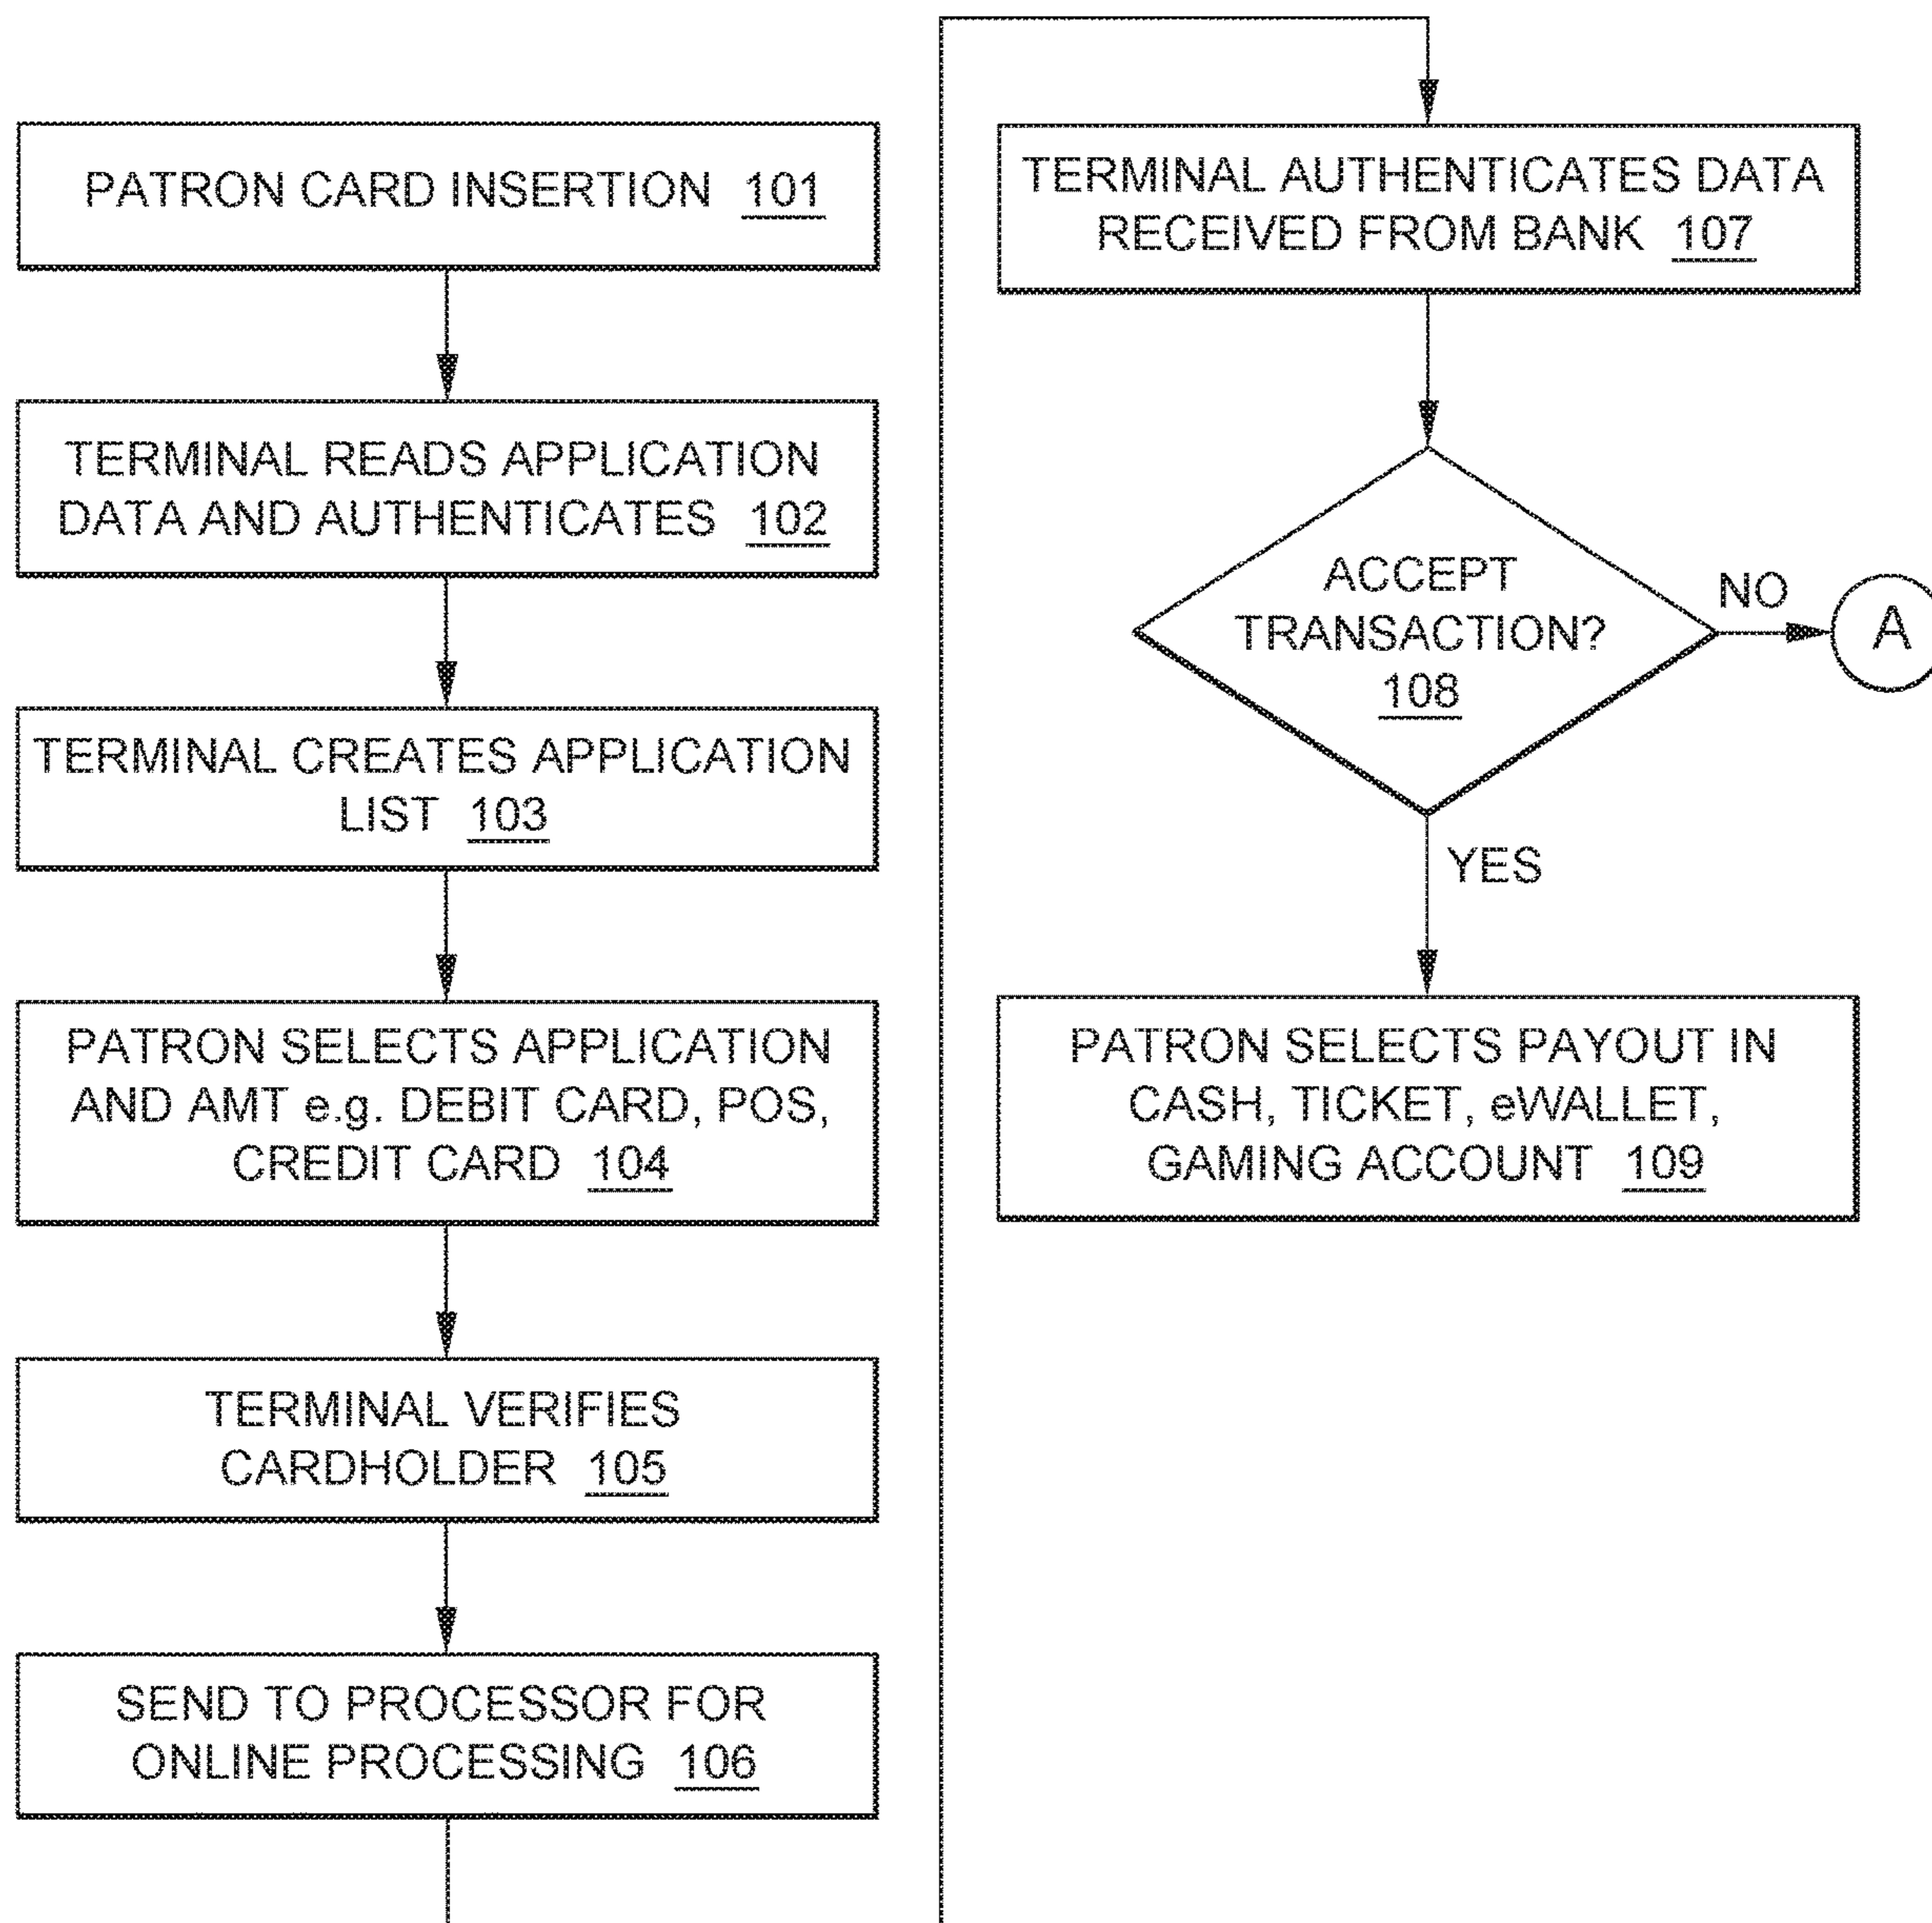 PATRON CARD INSERTION 101
TERMINAL READS APPLICATION
DATA AND AUTHENTICATES 102
TERMINAL CREATES APPLICATION
LIST 103
PATRON SELECTS APPLICATION
AND AMT e.g. DEBIT CARD, POS,
CREDIT CARD 104
TERMINAL VERIFIES
CARDHOLDER 105
SEND TO PROCESSOR FOR
ONLINE PROCESSING 106
TERMINAL AUTHENTICATES DATA
RECEIVED FROM BANK 107
ACCEPT
TRANSACTION?
108
NO
A
YES
PATRON SELECTS PAYOUT IN
CASH, TICKET, eWALLET,
GAMING ACCOUNT 109